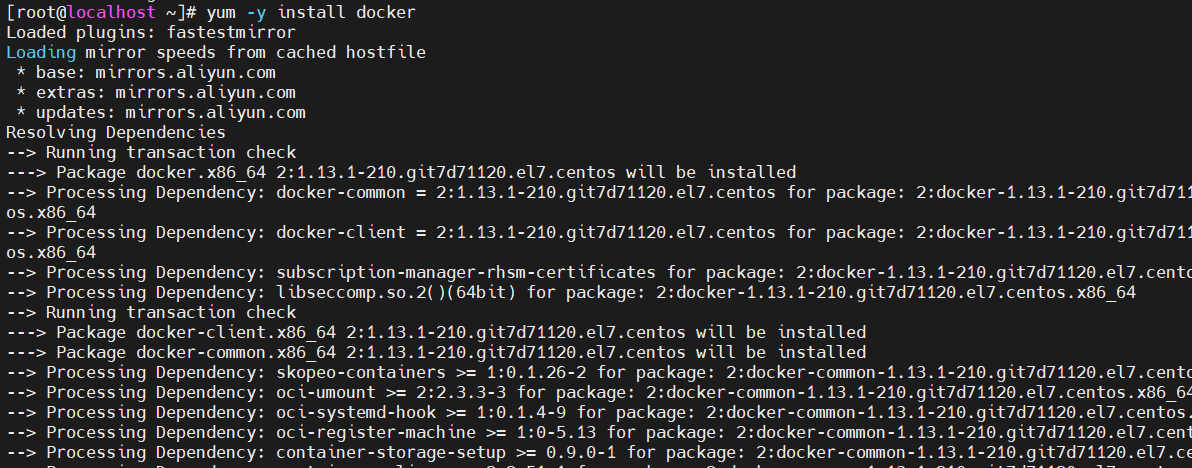 [root@localhost ~]# yum -y install docker
Loaded plugins: fastestmirror
Loading mirror speeds from cached hostfile
 * base: mirrors.aliyun.com
 * extras: mirrors.aliyun.com
 * updates: mirrors.aliyun.com
Resolving Dependencies
--> Running transaction check
---> Package docker.x86_64 2:1.13.1-210.git7d71120.el7.centos will be installed
--> Processing Dependency: docker-common = 2:1.13.1-210.git7d71120.el7.centos for package: 2:docker-1.13.1-210.git7d711
os.x86_64
--> Processing Dependency: docker-client = 2:1.13.1-210.git7d71120.el7.centos for package: 2:docker-1.13.1-210.git7d711
os.x86_64
--> Processing Dependency: subscription-manager-rhsm-certificates for package: 2:docker-1.13.1-210.git7d71120.el7.cento
--> Processing Dependency: libseccomp.so.2()(64bit) for package: 2:docker-1.13.1-210.git7d71120.el7.centos.x86_64
--> Running transaction check
---> Package docker-client.x86_64 2:1.13.1-210.git7d71120.el7.centos will be installed
---> Package docker-common.x86_64 2:1.13.1-210.git7d71120.el7.centos will be installed
--> Processing Dependency: skopeo-containers >= 1:0.1.26-2 for package: 2:docker-common-1.13.1-210.git7d71120.el7.cento
--> Processing Dependency: oci-umount >= 2:2.3.3-3 for package: 2:docker-common-1.13.1-210.git7d71120.el7.centos.x86_64
--> Processing Dependency: oci-systemd-hook >= 1:0.1.4-9 for package: 2:docker-common-1.13.1-210.git7d71120.el7.centos.
--> Processing Dependency: oci-register-machine >= 1:0-5.13 for package: 2:docker-common-1.13.1-210.git7d71120.el7.cent
--> Processing Dependency: container-storage-setup >= 0.9.0-1 for package: 2:docker-common-1.13.1-210.git7d71120.el7.ce